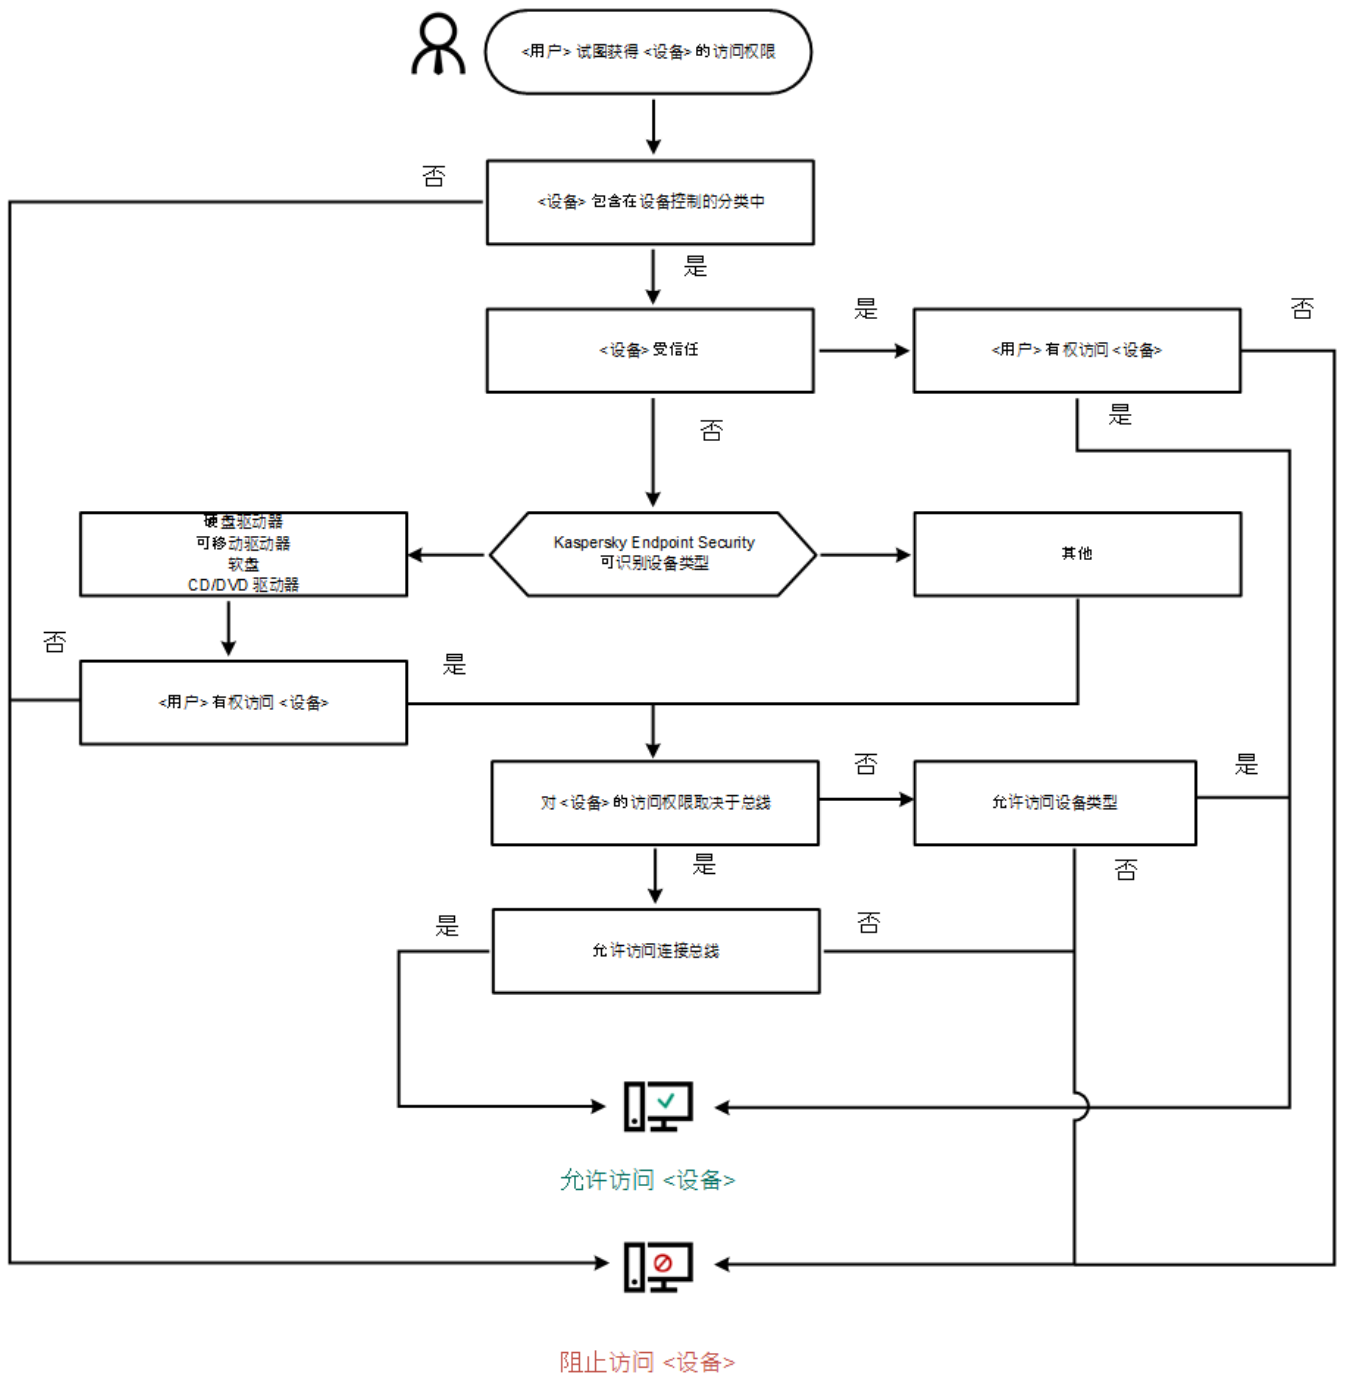 <用户> 试图获得 <设备> 的访问权限
否
<设备> 包含在设备控制的分类中
是
是
否
<设备> 受信任
<用户> 有权访问 <设备>
是
否
硬盘驱动器
可移动驱动器
软盘
CD/DVD 驱动器
Kaspersky Endpoint Security
可识别设备类型
其他
否
是
<用户> 有权访问 <设备>
否
是
对 <设备> 的访问权限取决于总线
允许访问设备类型
是
否
是
否
允许访问连接总线
允许访问 <设备>
阻止访问 <设备>